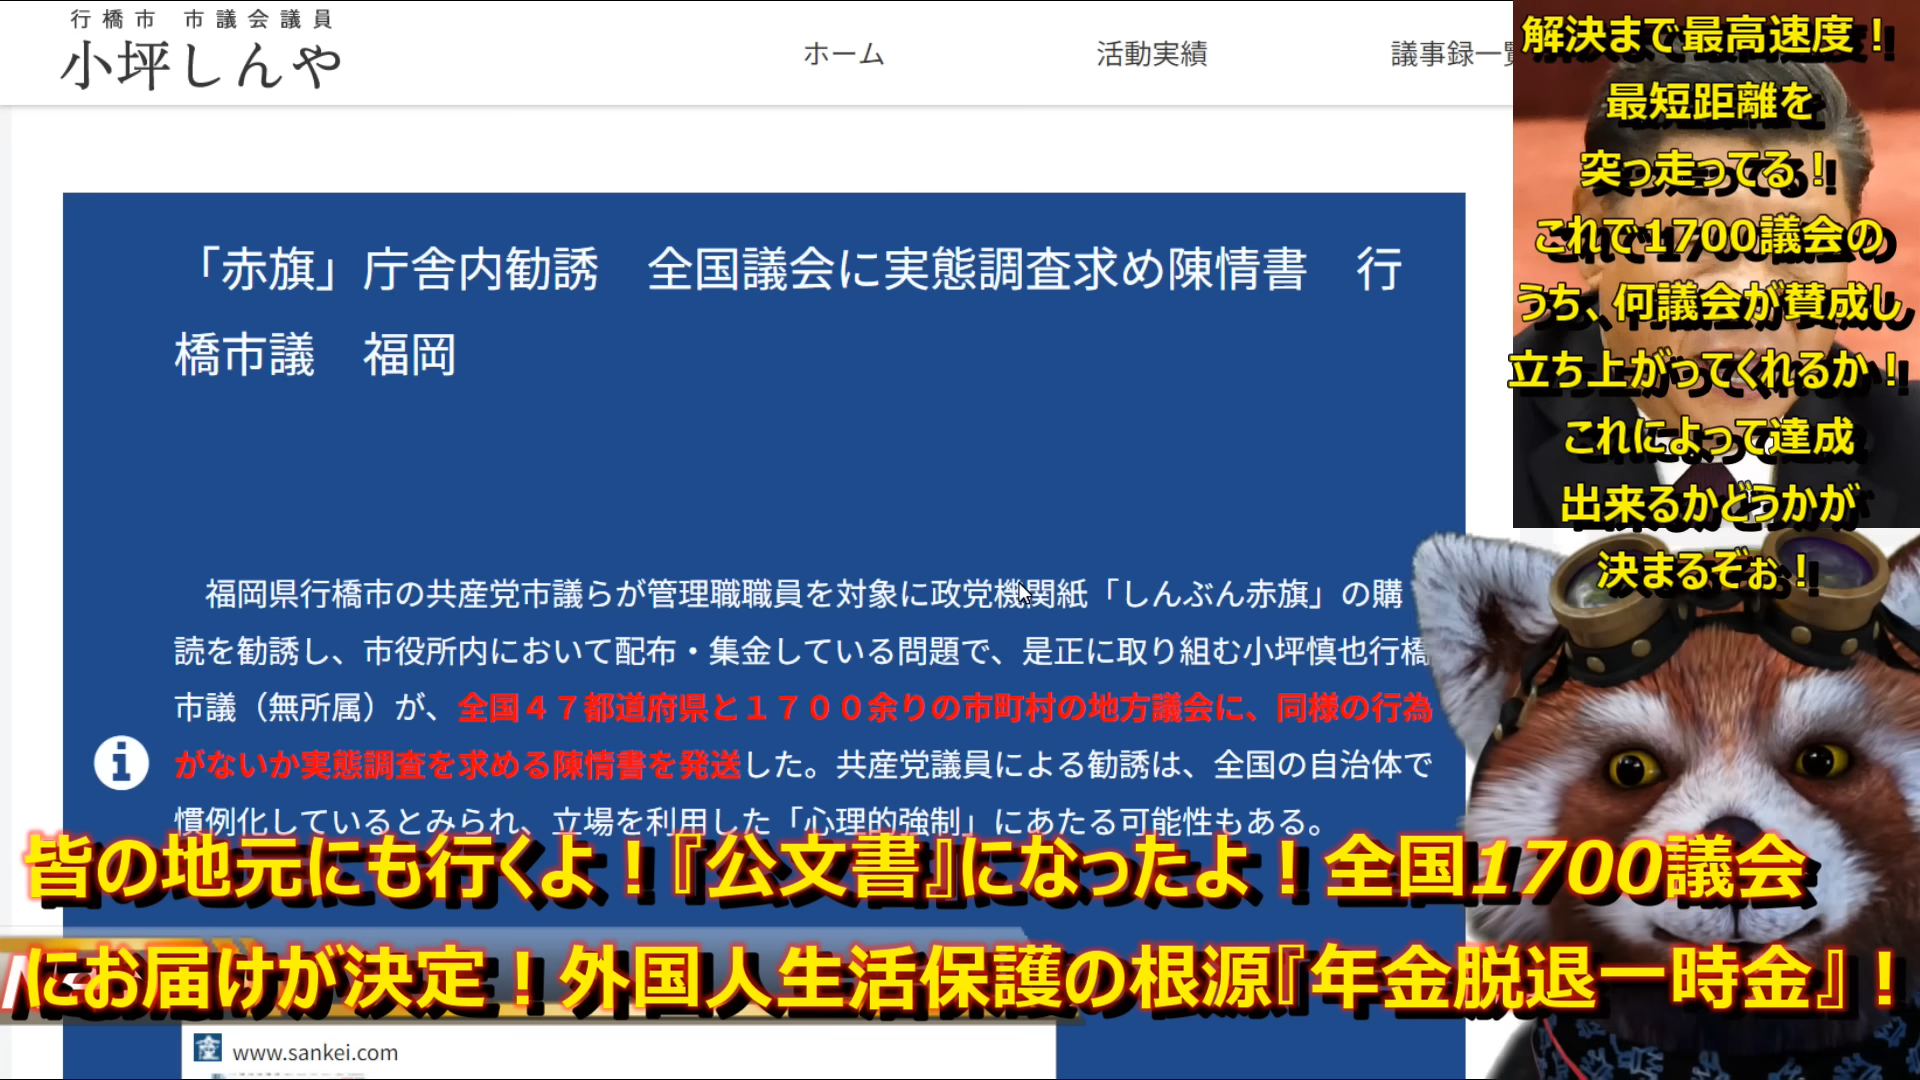 行橋市 市議会議員
小坪しんや
ホーム
活動実績
議事録一覧
「赤旗」庁舎内勧誘　全国議会に実態調査求め陳情書　行
橋市議　福岡
福岡県行橋市の共産党市議らが管理職職員を対象に政党機関紙「しんぶん赤旗」の購
読を勧誘し、市役所内において配布・集金している問題で、是正に取り組む小坪慎也行橋
市議（無所属）が、全国４７都道府県と１７００余りの市町村の地方議会に、同様の行為
がないか実態調査を求める陳情書を発送した。共産党議員による勧誘は、全国の自治体で
慣例化しているとみられ、立場を利用した「心理的強制」にあたる可能性もある。
www.sankei.com
解決まで最高速度！
最短距離を
突っ走ってる！
これで1700議会の
うち、何議会が賛成し
立ち上がってくれるか！
これによって達成
出来るかどうかが
決まるぞぉ！
皆の地元にも行くよ！『公文書』になったよ！全国1700議会
にお届けが決定！外国人生活保護の根源『年金脱退一時金』！